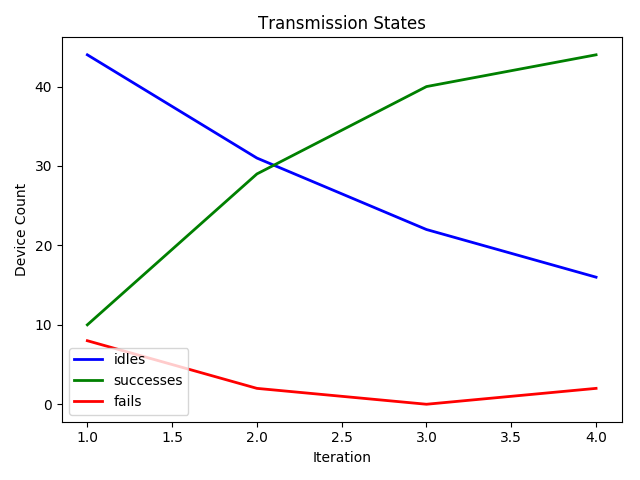 Transmission States
Device Count
40
30
20
10
0
idles
successes
fails
1.0 1.5 2.0 2.5 3.0 3.5 4.0
Iteration